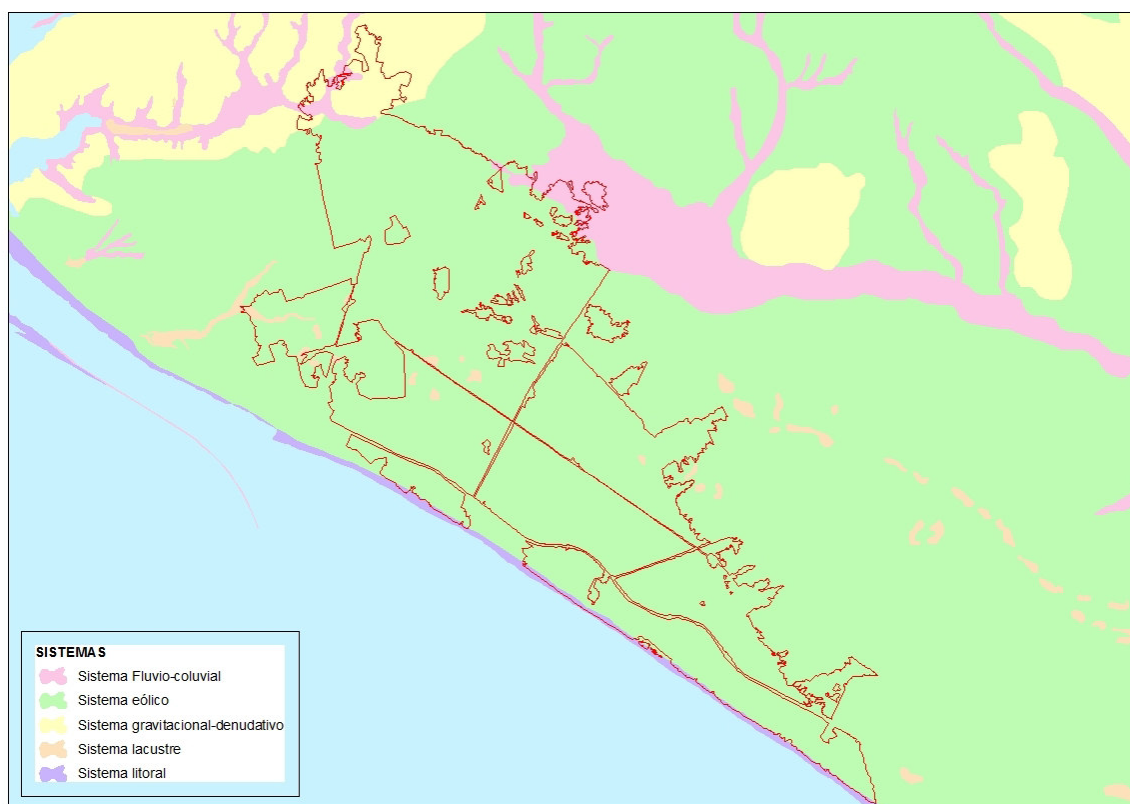 SISTEMAS
Sistema Fluvio-coluvial
Sistema eólico
Sistema gravitacional-denudativo
Sistema lacustre
Sistema litoral